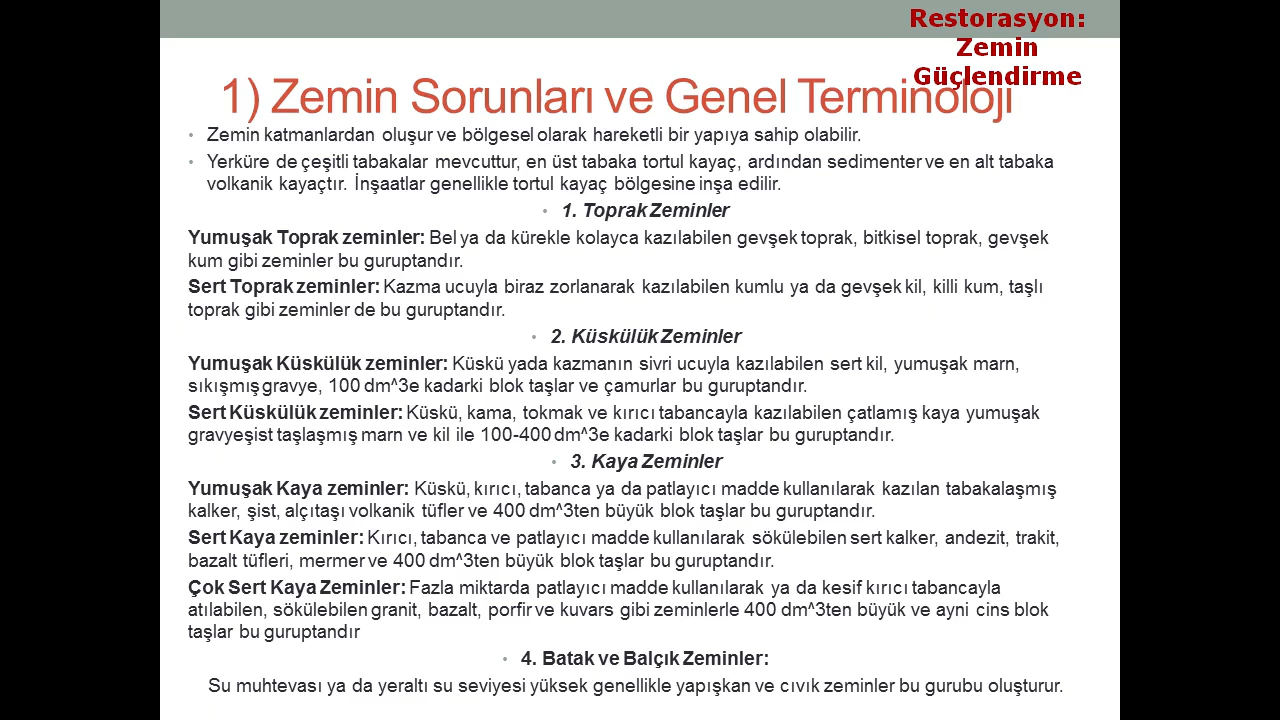 Restorasyon:
Zemin
Güçlendirme
1) Zemin Sorunları ve Genel Terminoloji
• Zemin katmanlardan oluşur ve bölgesel olarak hareketli bir yapıya sahip olabilir.
• Yerküre de çeşitli tabakalar mevcuttur, en üst tabaka tortul kayaç, ardından sedimenter ve en alt tabaka
volkanik kayaçtır. İnşaatlar genellikle tortul kayaç bölgesine inşa edilir.
• 1. Toprak Zeminler
Yumuşak Toprak zeminler: Bel ya da kürekle kolayca kazılabilen gevşek toprak, bitkisel toprak, gevşek
kum gibi zeminler bu guruptandır.
Sert Toprak zeminler: Kazma ucuyla biraz zorlanarak kazılabilen kumlu ya da gevşek kil, killi kum, taşlı
toprak gibi zeminler de bu guruptandır.
• 2. Küskülük Zeminler
Yumuşak Küskülük zeminler: Küskü yada kazmanın sivri ucuyla kazılabilen sert kil, yumuşak marn,
sıkışmış gravye, 100 dm^3e kadarki blok taşlar ve çamurlar bu guruptandır.
Sert Küskülük zeminler: Küskü, kama, tokmak ve kırıcı tabancayla kazılabilen çatlamış kaya yumuşak
gravyeşist taşlaşmış marn ve kil ile 100-400 dm^3e kadarki blok taşlar bu guruptandır.
• 3. Kaya Zeminler
Yumuşak Kaya zeminler: Küskü, kırıcı, tabanca ya da patlayıcı madde kullanılarak kazılan tabakalaşmış
kalker, şist, alçıtaşı volkanik tüfler ve 400 dm^3ten büyük blok taşlar bu guruptandır.
Sert Kaya zeminler: Kırıcı, tabanca ve patlayıcı madde kullanılarak sökülebilen sert kalker, andezit, trakit,
bazalt tüfleri, mermer ve 400 dm^3ten büyük blok taşlar bu guruptandır.
Çok Sert Kaya Zeminler: Fazla miktarda patlayıcı madde kullanılarak ya da kesif kırıcı tabancayla
atılabilen, sökülebilen granit, bazalt, porfir ve kuvars gibi zeminlerle 400 dm^3ten büyük ve ayni cins blok
taşlar bu guruptandır
• 4. Batak ve Balçık Zeminler:
Su muhtevası ya da yeraltı su seviyesi yüksek genellikle yapışkan ve cıvık zeminler bu gurubu oluşturur.